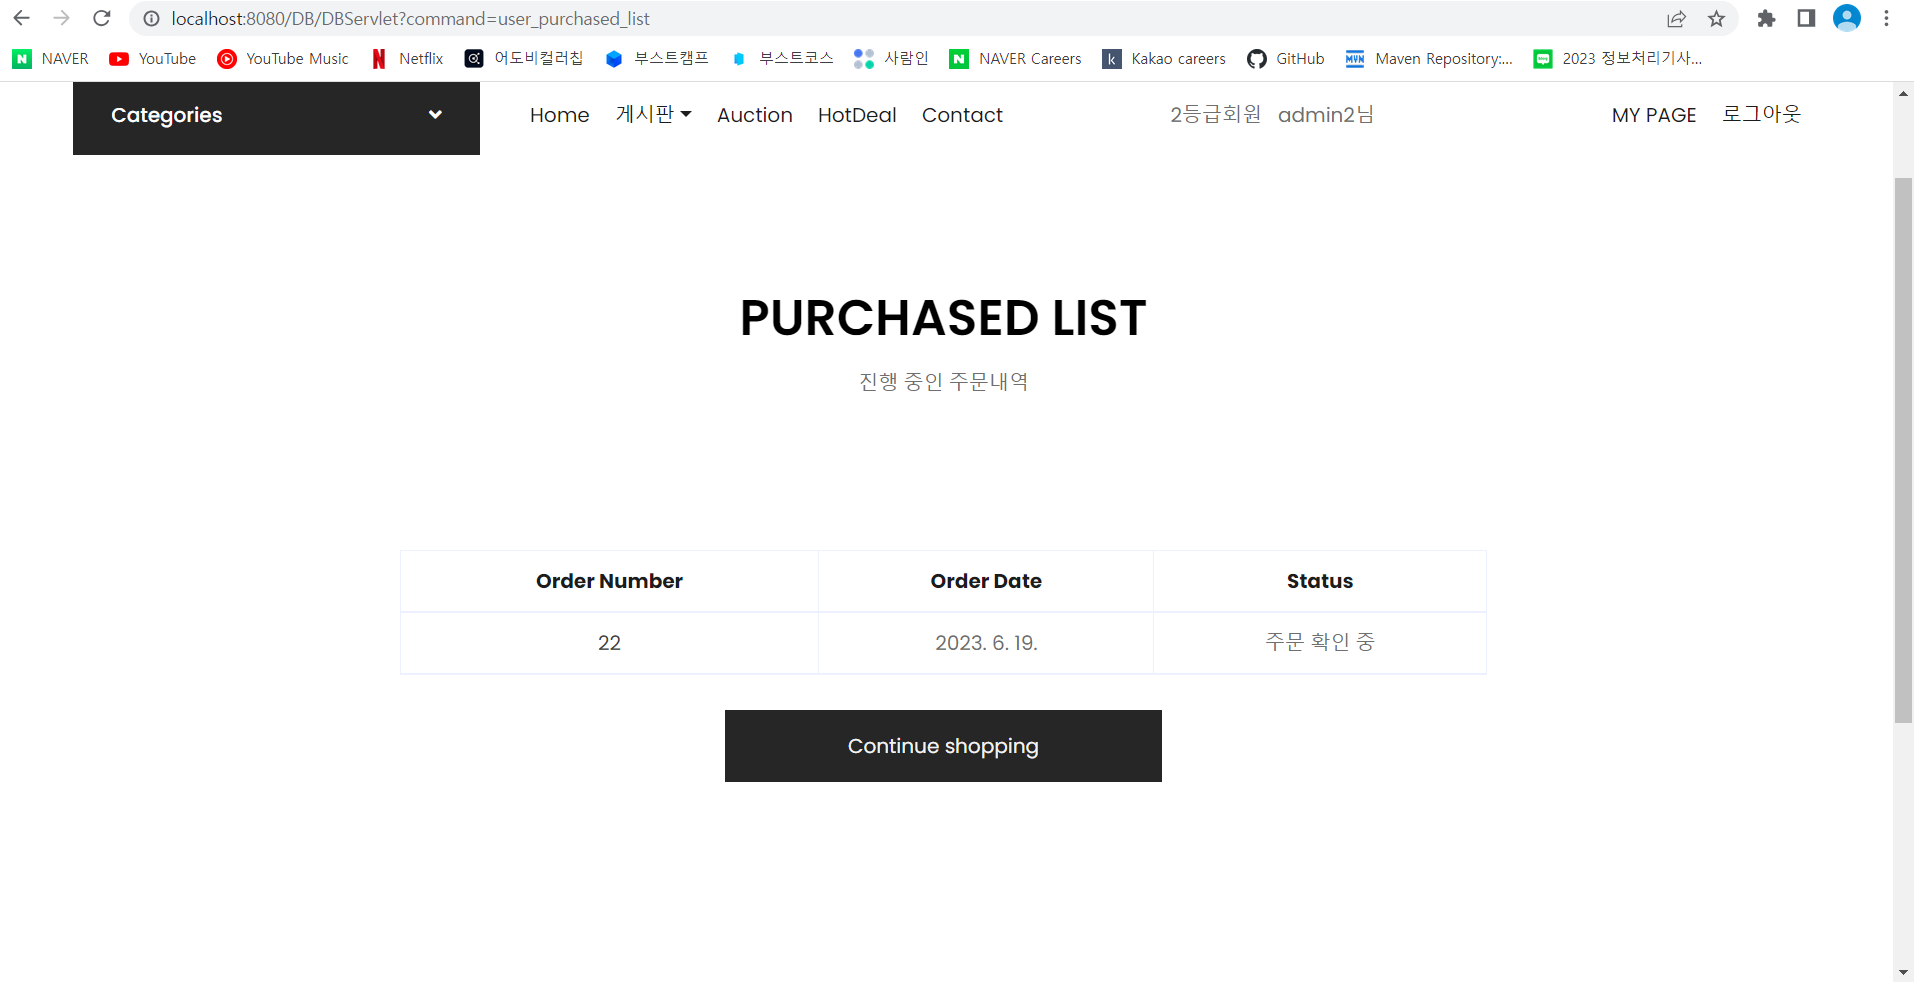 localhost:8080/DB/DBServlet?command=user_purchased_list
NAVER YouTube YouTube Music Netflix 어도비컬러칩 부스트캠프 부스트코스 사람인 NAVER Careers Kakao careers GitHub Maven Repository:... 2023 정보처리기사...
Categories Home 게시판 Auction HotDeal Contact 2등급회원 admin2님 MY PAGE 로그아웃
PURCHASED LIST
진행 중인 주문내역
Order Number Order Date Status
22 2023. 6. 19. 주문 확인 중
Continue shopping